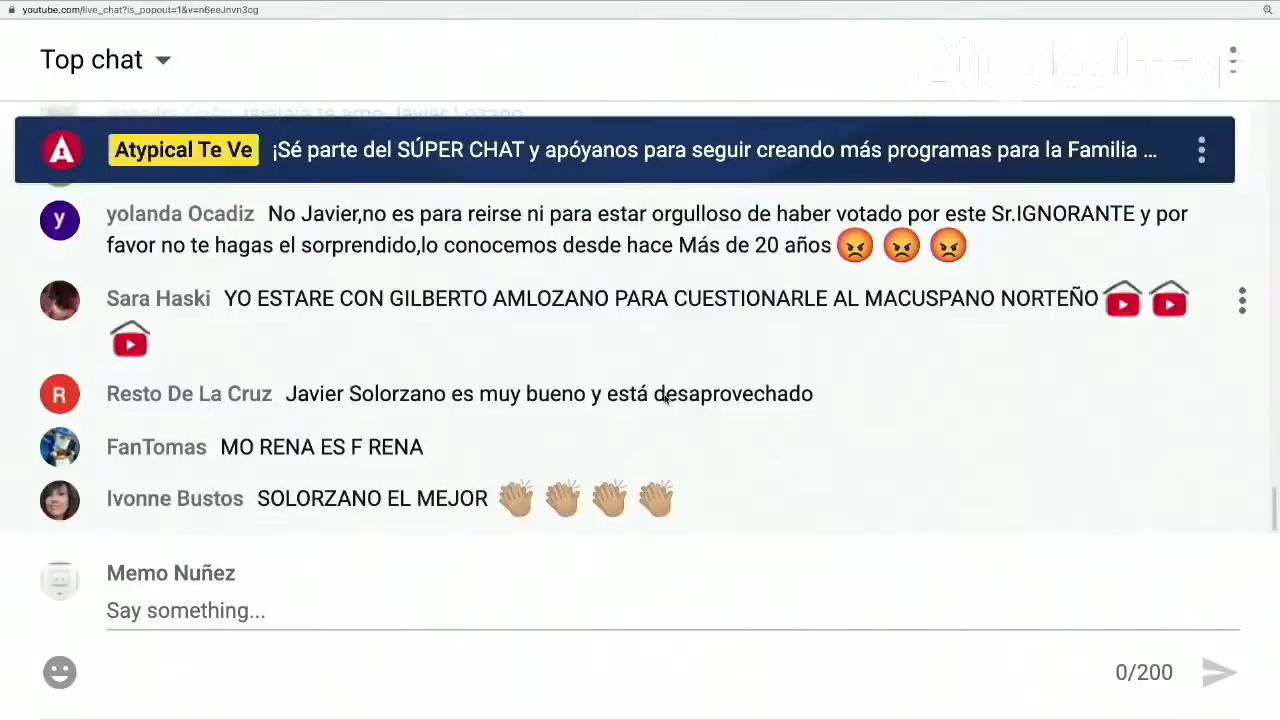 youtube.com/live_chat?is_popout=1&v=n6eeJnvn3cg
Top chat
Atypical Te Ve
Javier Lozano
A Atypical Te Ve ¡Sé parte del SÚPER CHAT y apóyanos para seguir creando más programas para la Familia ...
y yolanda Ocadiz No Javier,no es para reirse ni para estar orgulloso de haber votado por este Sr.IGNORANTE y por
favor no te hagas el sorprendido,lo conocemos desde hace Más de 20 años 😡 😡 😡
Sara Haski YO ESTARE CON GILBERTO AMLOZANO PARA CUESTIONARLE AL MACUSPANO NORTEÑO
R Resto De La Cruz Javier Solorzano es muy bueno y está desaprovechado
FanTomas MO RENA ES F RENA
Ivonne Bustos SOLORZANO EL MEJOR 👏🏽 👏🏽 👏🏽 👏🏽
Memo Nuñez
Say something...
0/200